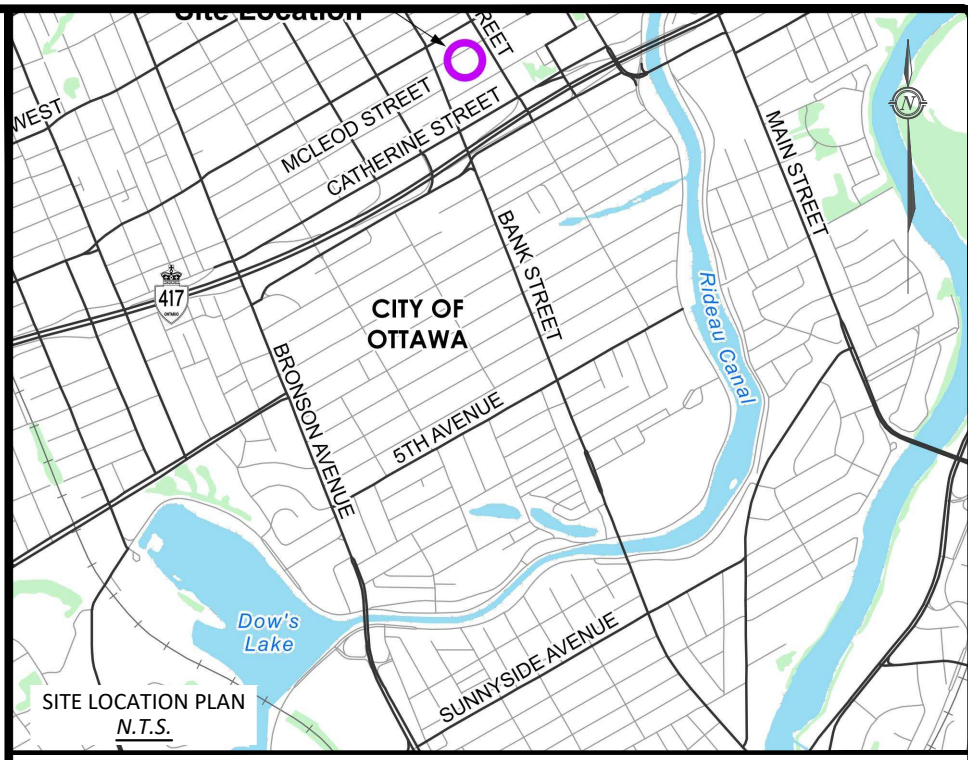 Site Location
REET
WEST
MCLEOD STREET
CATHERINE STREET
MAIN STREET
N
BANK STREET
417
ONTARIO
CITY OF
OTTAWA
Rideau Canal
BRONSON AVENUE
5TH AVENUE
Dow's
Lake
SUNNYSIDE AVENUE
SITE LOCATION PLAN
N.T.S.